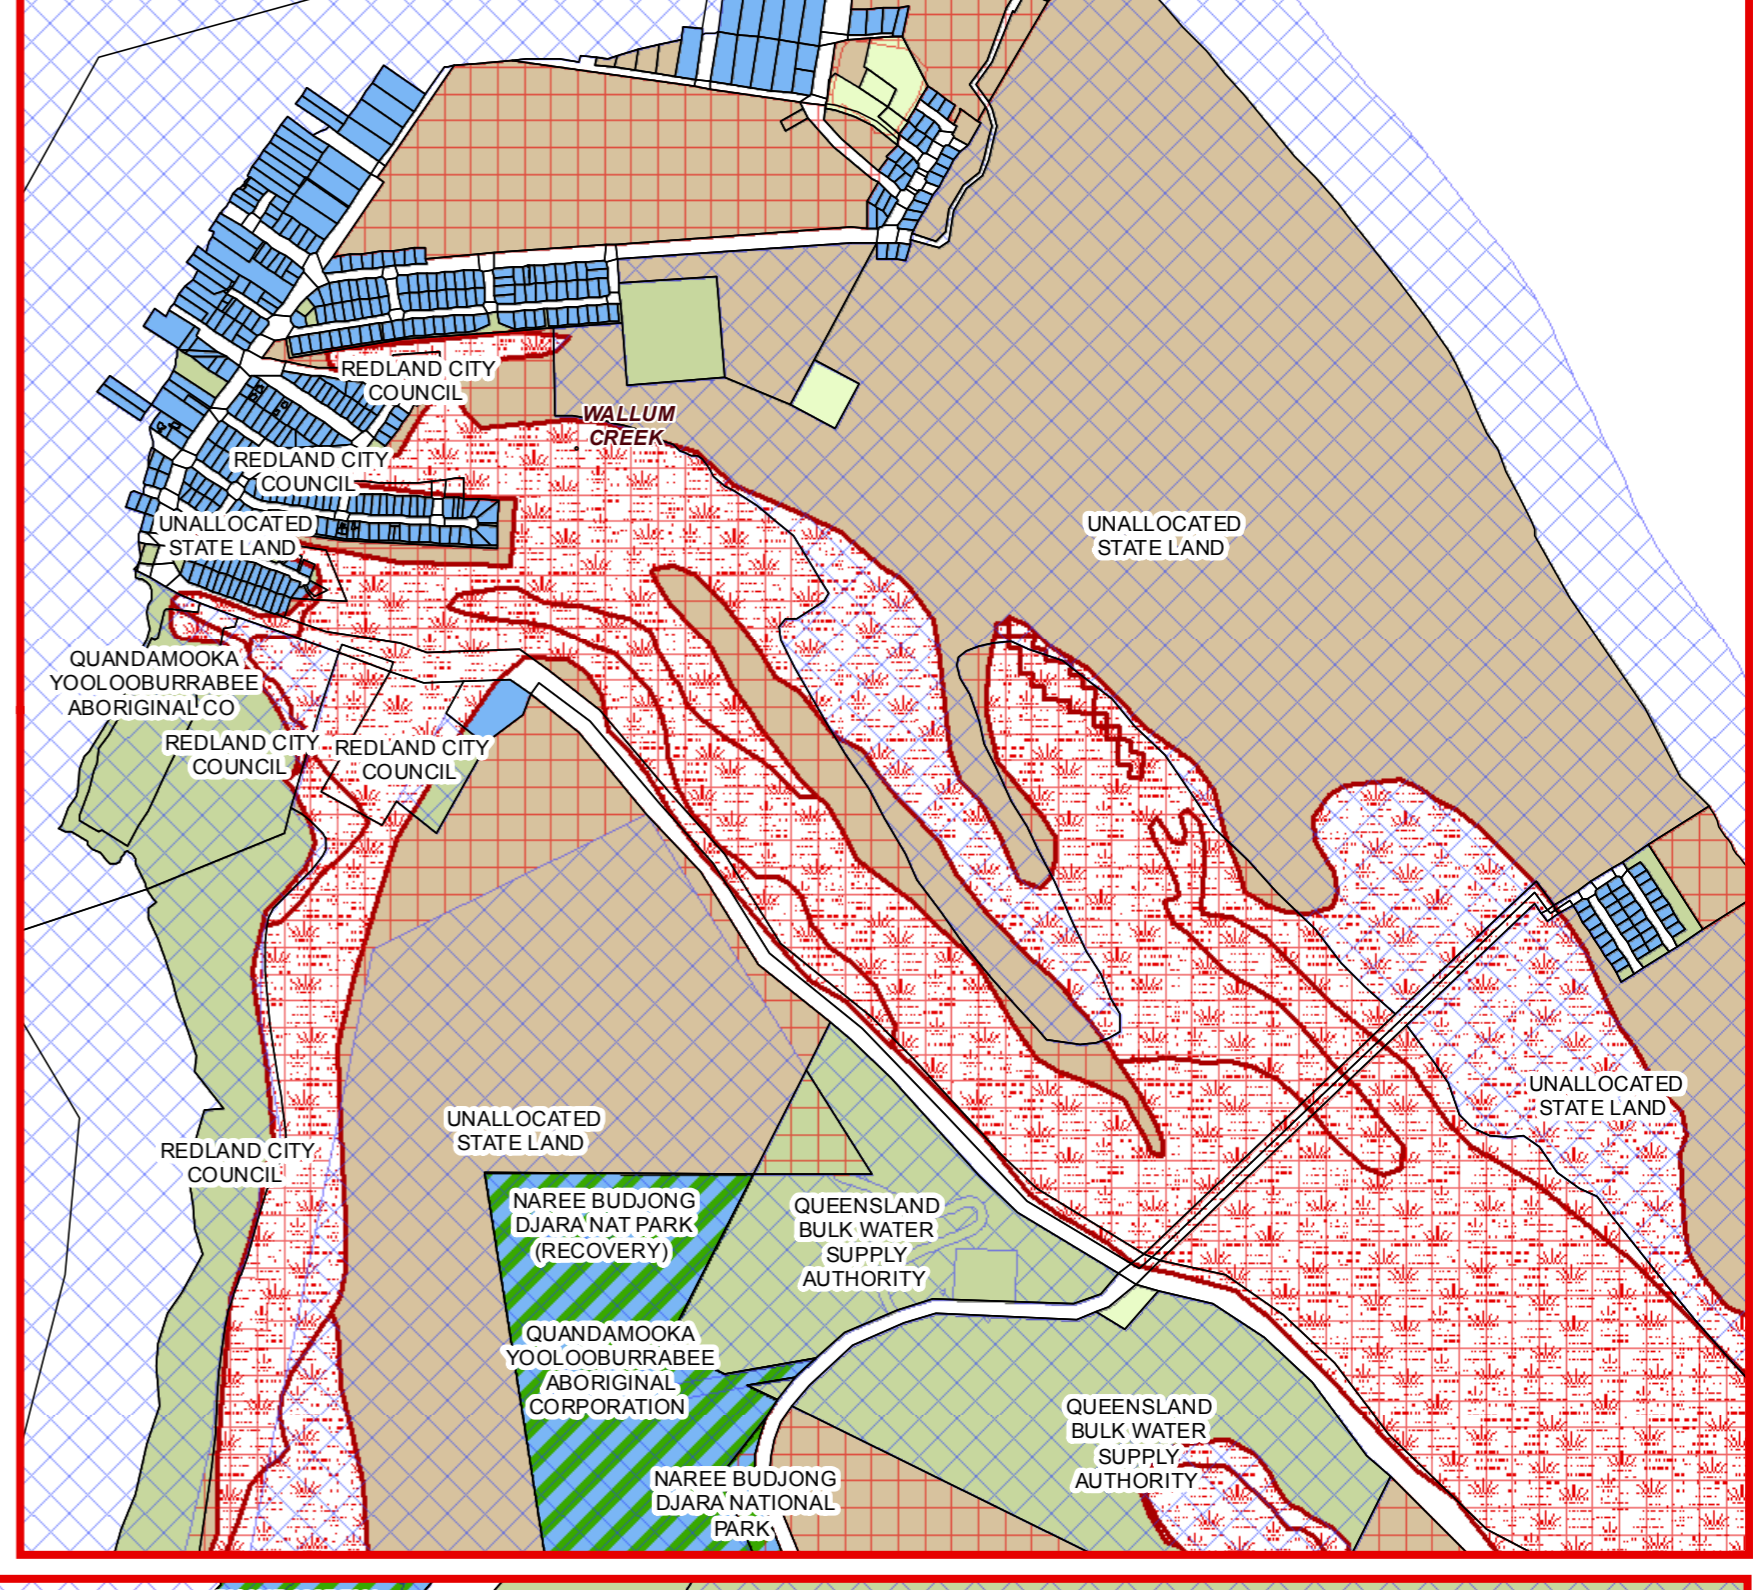 REDLAND CITY
COUNCIL
WALLUM
CREEK
REDLAND CITY
COUNCIL
UNALLOCATED
STATE LAND
UNALLOCATED
STATE LAND
QUANDAMOOKA
YOOLOOBURRABEE
ABORIGINAL CO
REDLAND CITY
COUNCIL
REDLAND CITY
COUNCIL
UNALLOCATED
STATE LAND
UNALLOCATED
STATE LAND
REDLAND CITY
COUNCIL
NAREE BUDJONG
DJARA NAT PARK
(RECOVERY)
QUEENSLAND
BULK WATER
SUPPLY
AUTHORITY
QUANDAMOOKA
YOOLOOBURRABEE
ABORIGINAL
CORPORATION
QUEENSLAND
BULK WATER
SUPPLY
AUTHORITY
NAREE BUDJONG
DJARA NATIONAL
PARK